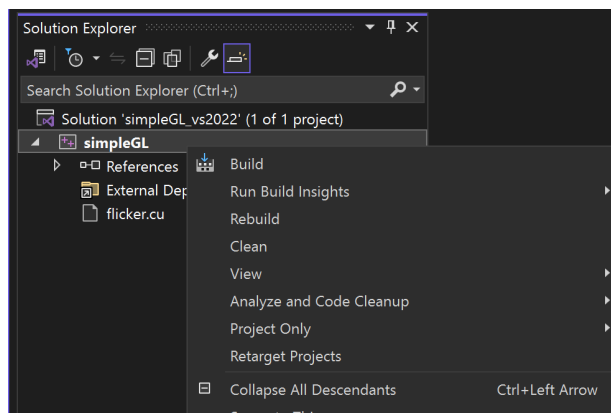 Solution Explorer
Search Solution Explorer (Ctrl+;)
Solution 'simpleGL_vs2022' (1 of 1 project)
simpleGL
References
External Dep
flicker.cu
Build
Run Build Insights
Rebuild
Clean
View
Analyze and Code Cleanup
Project Only
Retarget Projects
Collapse All Descendants Ctrl+Left Arrow